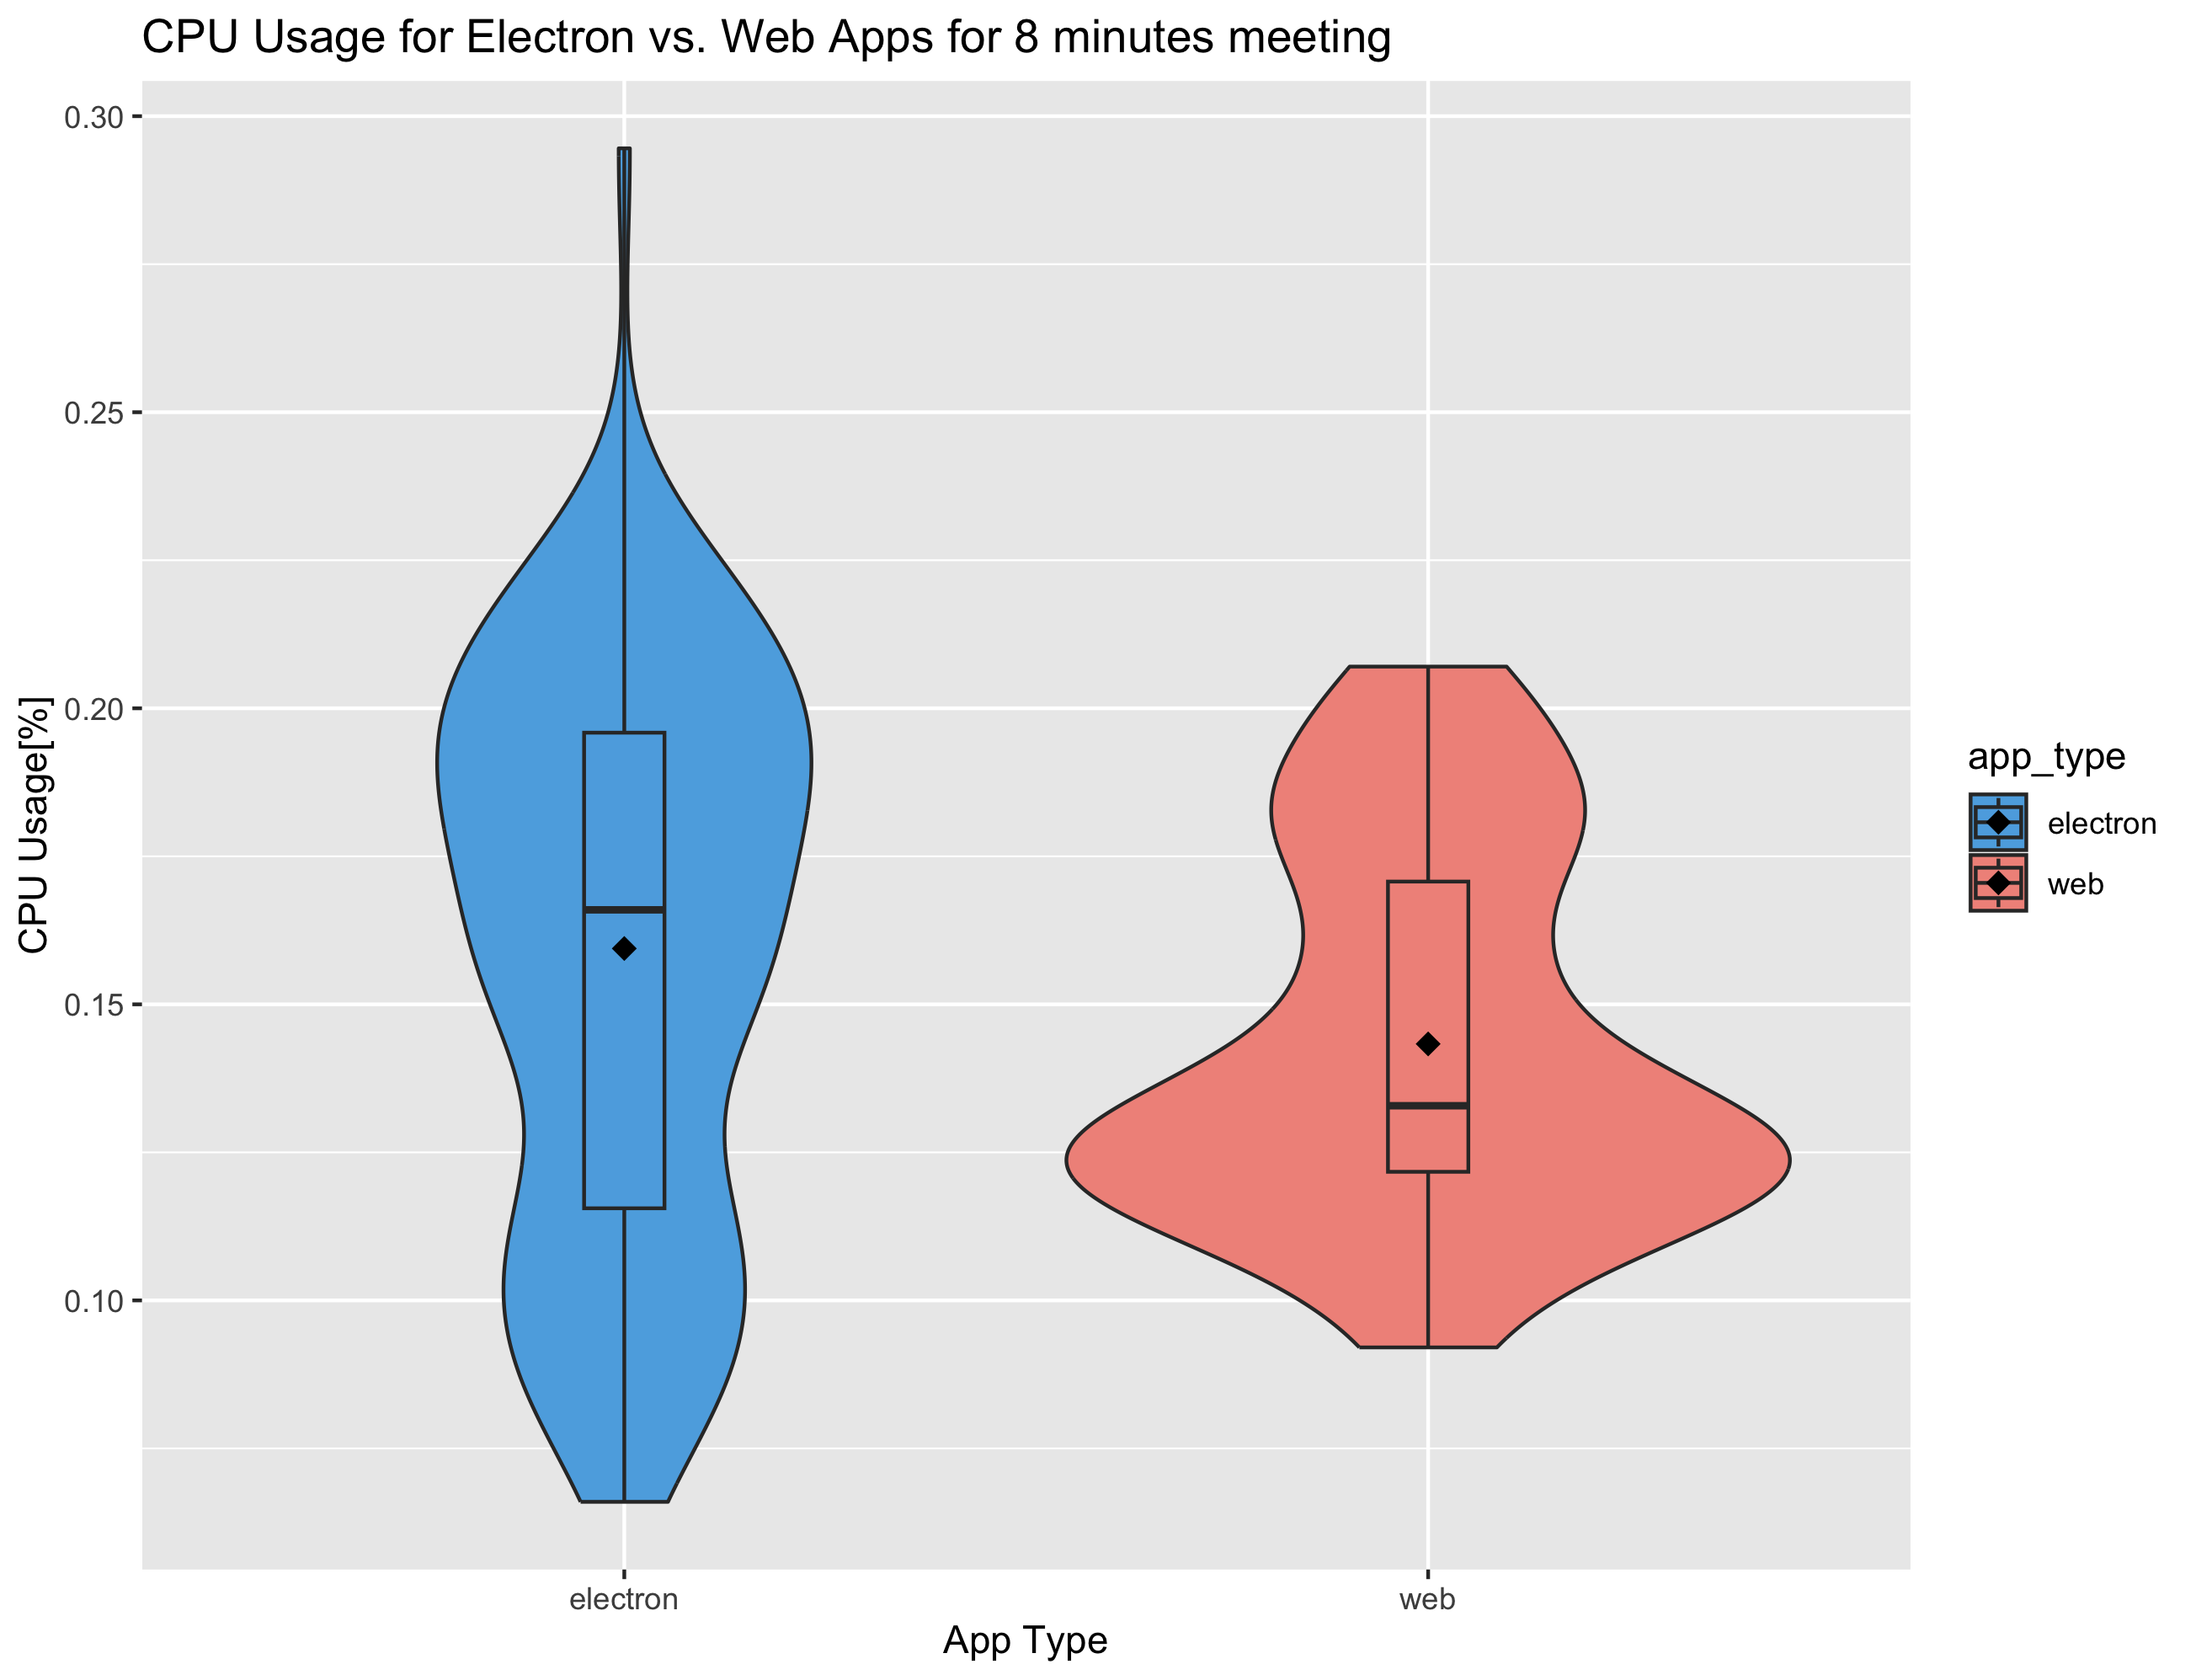 CPU Usage for Electron vs. Web Apps for 8 minutes meeting
CPU Usage[%]
0.30
0.25
0.20
0.15
0.10
electron
web
App Type
app_type
electron
web